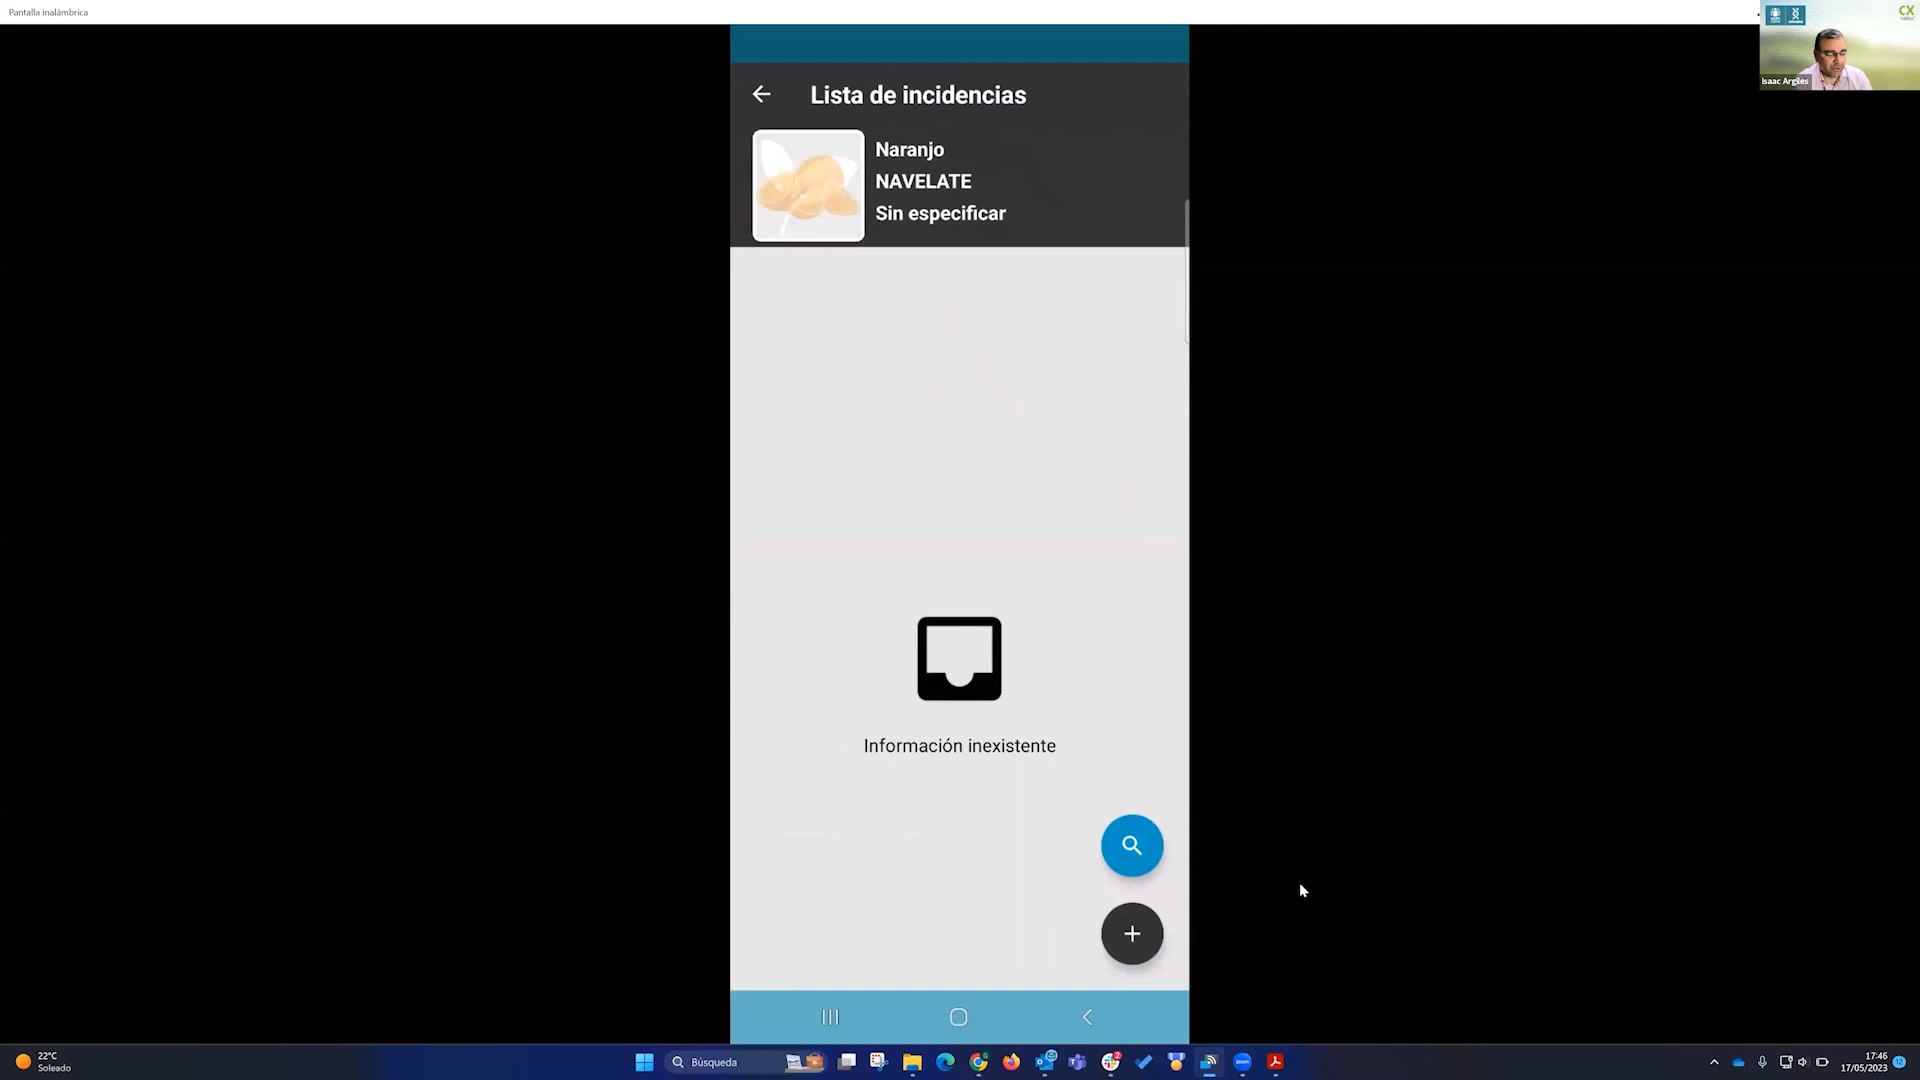 Pantalla inalámbrica
CX
Isaac Argiles
Lista de incidencias
Naranjo
NAVELATE
Sin especificar
Información inexistente
22°C
Soleado
Búsqueda
17:46
17/05/2023